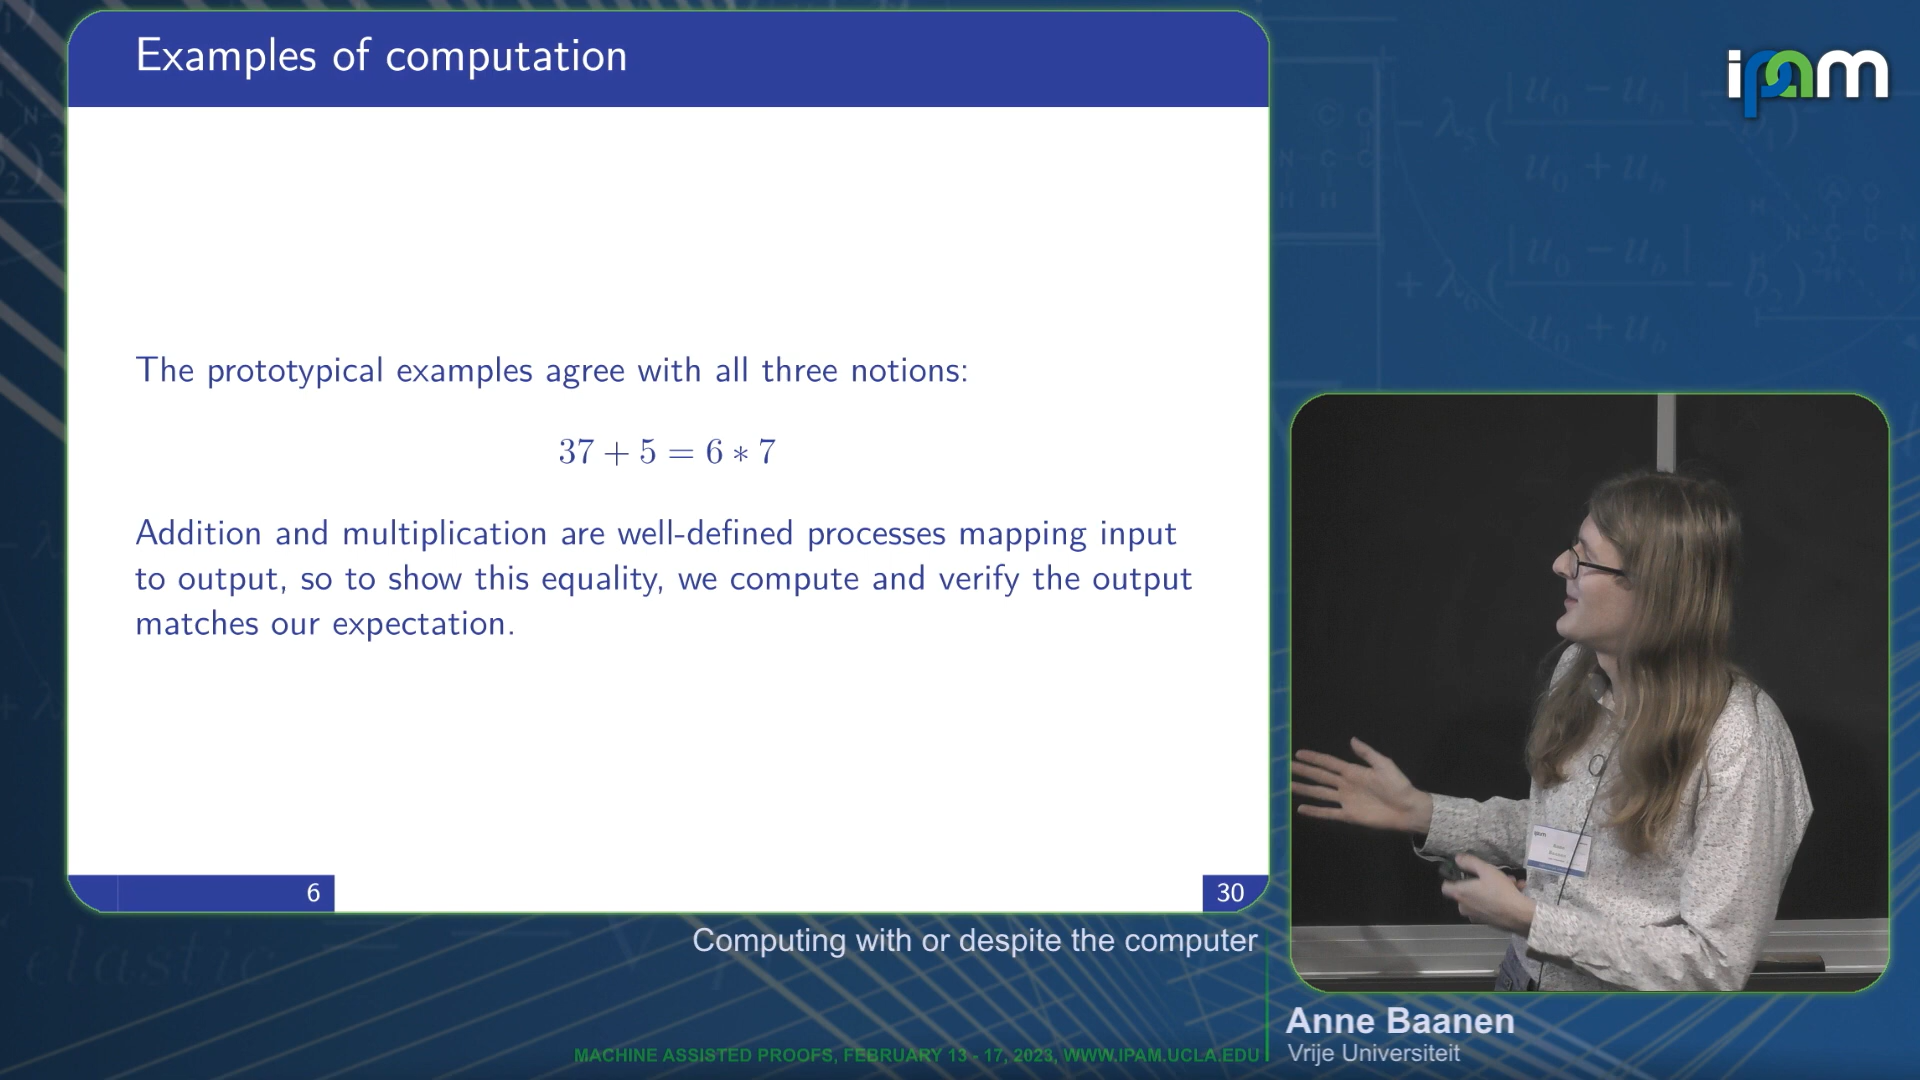 Examples of computation
ipam
The prototypical examples agree with all three notions:
37 + 5 = 6 ∗ 7
Addition and multiplication are well-defined processes mapping input
to output, so to show this equality, we compute and verify the output
matches our expectation.
6
30
Computing with or despite the computer
Anne Baanen
Vrije Universiteit
MACHINE ASSISTED PROOFS, FEBRUARY 13 - 17, 2023, WWW.IPAM.UCLA.EDU